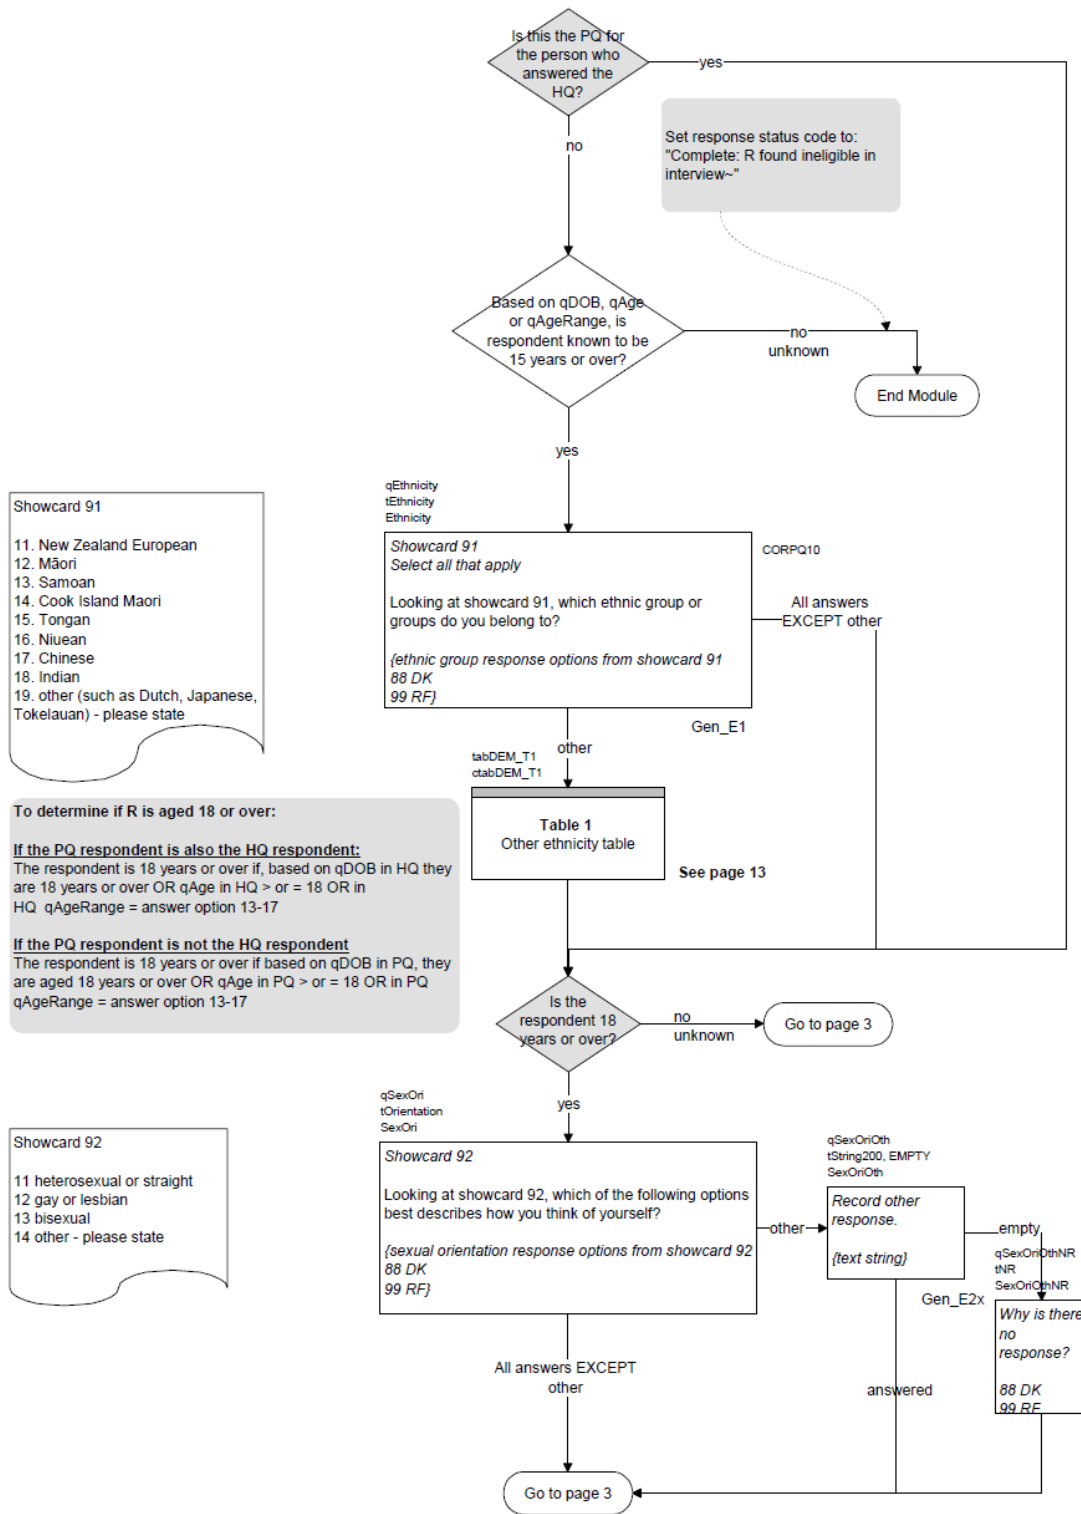 Is this the PQ for
the person who
answered the
HQ?
yes
no
Set response status code to:
"Complete: R found ineligible in
interview~"
Based on qDOB, qAge
or qAgeRange, is
respondent known to be
15 years or over?
no
unknown
End Module
yes
qEthnicity
tEthnicity
Ethnicity
Showcard 91
11. New Zealand European
12. Māori
13. Samoan
14. Cook Island Maori
15. Tongan
16. Niuean
17. Chinese
18. Indian
19. other (such as Dutch, Japanese,
Tokelauan) - please state
Showcard 91
Select all that apply
Looking at showcard 91, which ethnic group or
groups do you belong to?
{ethnic group response options from showcard 91
88 DK
99 RF}
CORPQ10
All answers
EXCEPT other
Gen_E1
other
tabDEM_T1
ctabDEM_T1
Table 1
Other ethnicity table
See page 13
To determine if R is aged 18 or over:
If the PQ respondent is also the HQ respondent:
The respondent is 18 years or over if, based on qDOB in HQ they
are 18 years or over OR qAge in HQ > or = 18 OR in
HQ qAgeRange = answer option 13-17
If the PQ respondent is not the HQ respondent
The respondent is 18 years or over if based on qDOB in PQ, they
are aged 18 years or over OR qAge in PQ > or = 18 OR in PQ
qAgeRange = answer option 13-17
Is the
respondent 18
years or over?
no
unknown
Go to page 3
yes
qSexOri
tOrientation
SexOri
Showcard 92
11 heterosexual or straight
12 gay or lesbian
13 bisexual
14 other - please state
Showcard 92
Looking at showcard 92, which of the following options
best describes how you think of yourself?
{sexual orientation response options from showcard 92
88 DK
99 RF}
other
qSexOriOth
tString200, EMPTY
SexOriOth
Record other
response.
{text string}
empty
Gen_E2x
qSexOriOthNR
tNR
SexOriOthNR
Why is there
no
response?
88 DK
99 RF
All answers EXCEPT
other
answered
Go to page 3